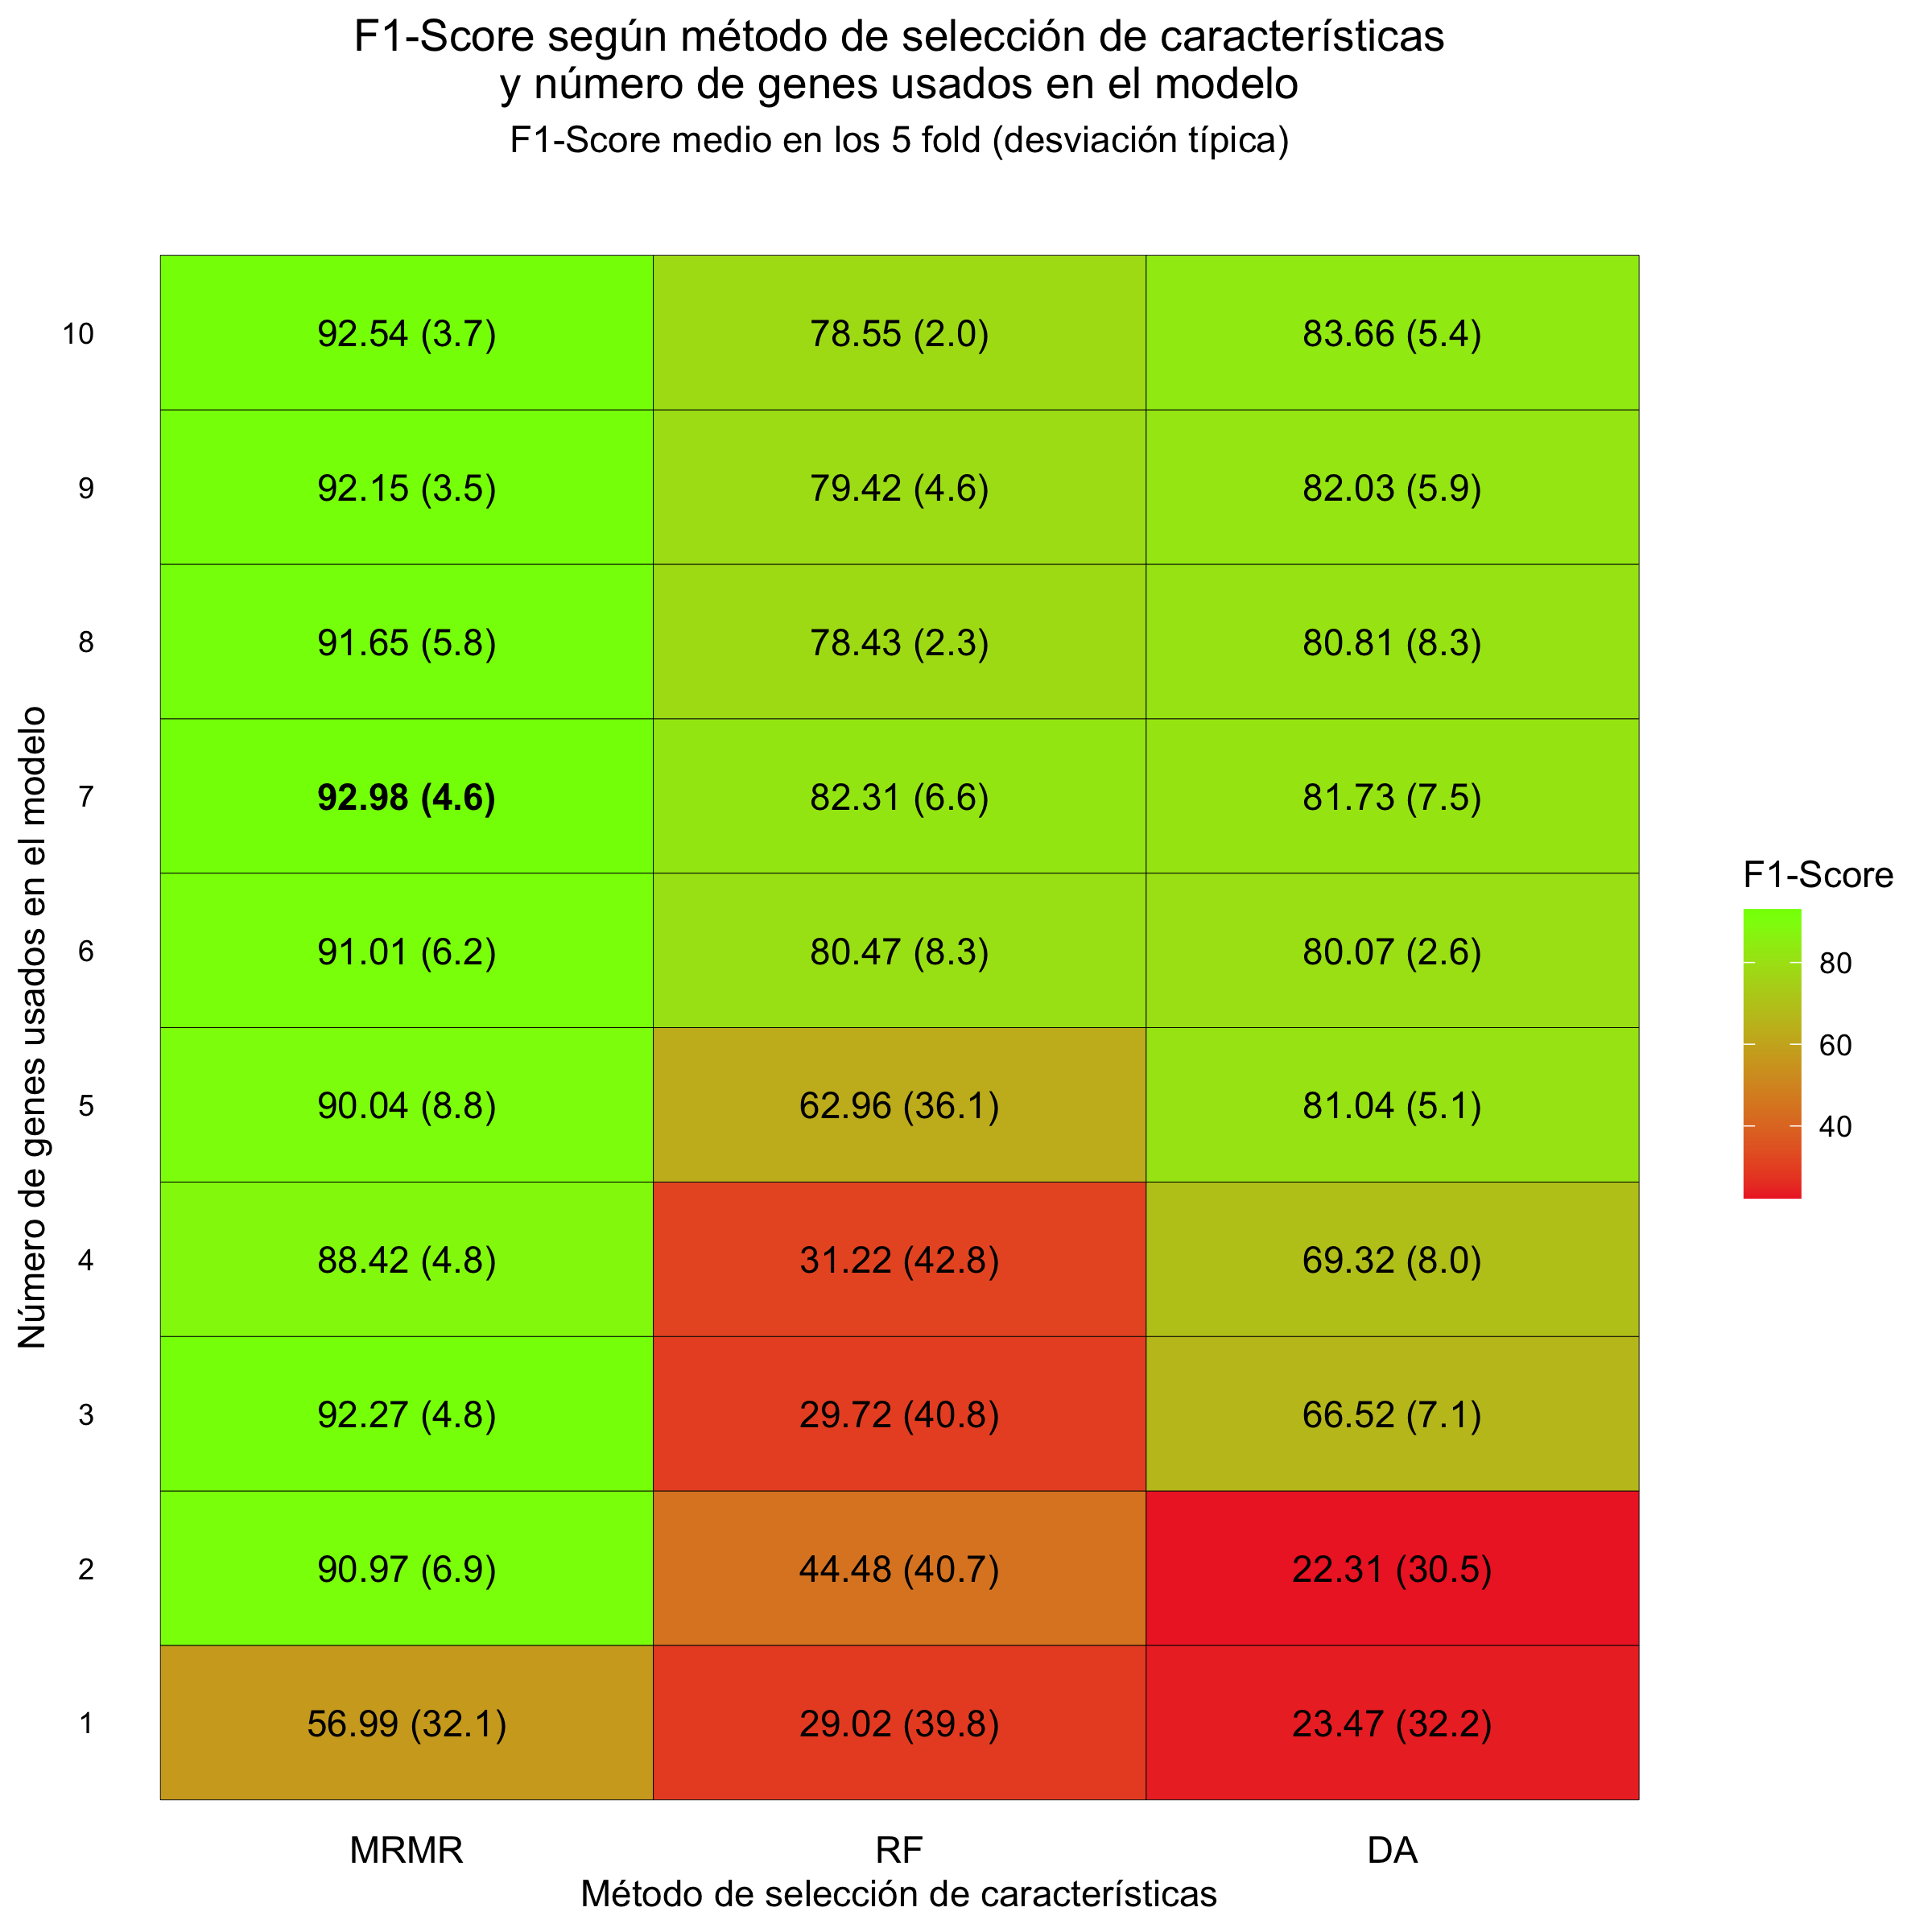 F1-Score según método de selección de características
y número de genes usados en el modelo
F1-Score medio en los 5 fold (desviación típica)
Número de genes usados en el modelo
10 92.54 (3.7) 78.55 (2.0) 83.66 (5.4)
9 92.15 (3.5) 79.42 (4.6) 82.03 (5.9)
8 91.65 (5.8) 78.43 (2.3) 80.81 (8.3)
7 92.98 (4.6) 82.31 (6.6) 81.73 (7.5)
6 91.01 (6.2) 80.47 (8.3) 80.07 (2.6)
5 90.04 (8.8) 62.96 (36.1) 81.04 (5.1)
4 88.42 (4.8) 31.22 (42.8) 69.32 (8.0)
3 92.27 (4.8) 29.72 (40.8) 66.52 (7.1)
2 90.97 (6.9) 44.48 (40.7) 22.31 (30.5)
1 56.99 (32.1) 29.02 (39.8) 23.47 (32.2)
MRMR RF DA
Método de selección de características
F1-Score
80
60
40